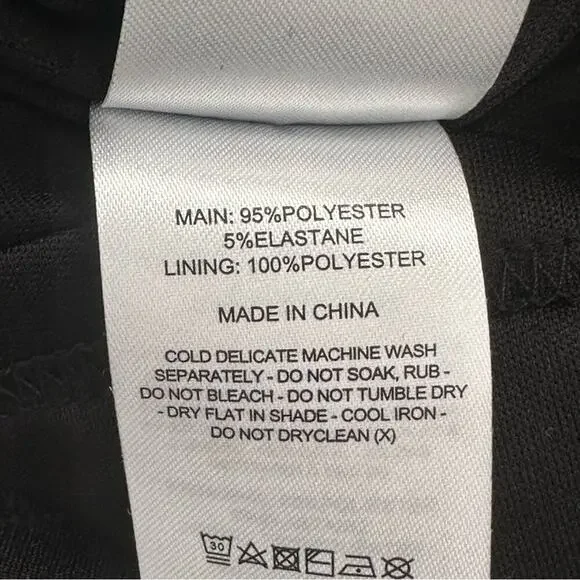 MAIN: 95%POLYESTER
5%ELASTANE
LINING: 100%POLYESTER
MADE IN CHINA
COLD DELICATE MACHINE WASH
SEPARATELY - DO NOT SOAK, RUB -
DO NOT BLEACH - DO NOT TUMBLE DRY
- DRY FLAT IN SHADE - COOL IRON -
DO NOT DRYCLEAN (X)
30